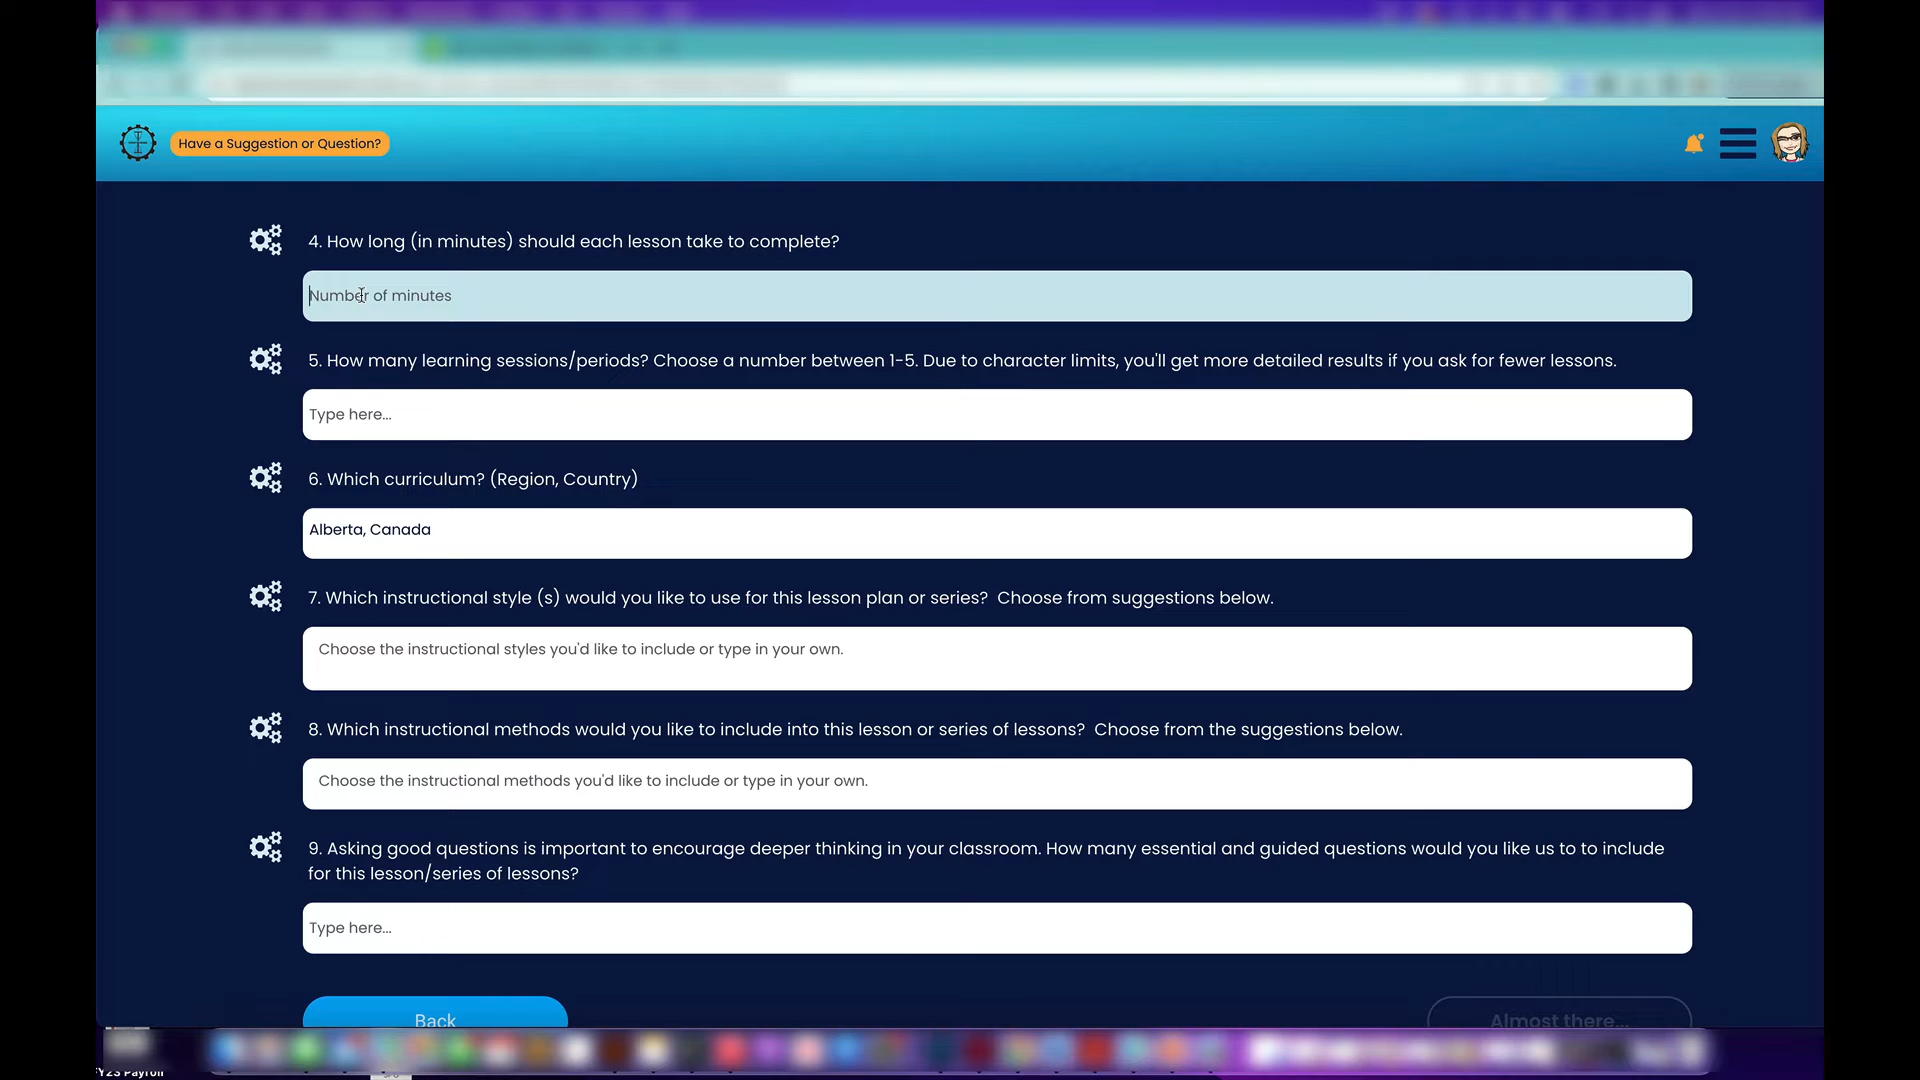 Have a Suggestion or Question?
4. How long (in minutes) should each lesson take to complete?
Number of minutes
5. How many learning sessions/periods? Choose a number between 1-5. Due to character limits, you'll get more detailed results if you ask for fewer lessons.
Type here...
6. Which curriculum? (Region, Country)
Alberta, Canada
7. Which instructional style (s) would you like to use for this lesson plan or series? Choose from suggestions below.
Choose the instructional styles you'd like to include or type in your own.
8. Which instructional methods would you like to include into this lesson or series of lessons? Choose from the suggestions below.
Choose the instructional methods you'd like to include or type in your own.
9. Asking good questions is important to encourage deeper thinking in your classroom. How many essential and guided questions would you like us to to include
for this lesson/series of lessons?
Type here...
Back
Almost there...
Payroll